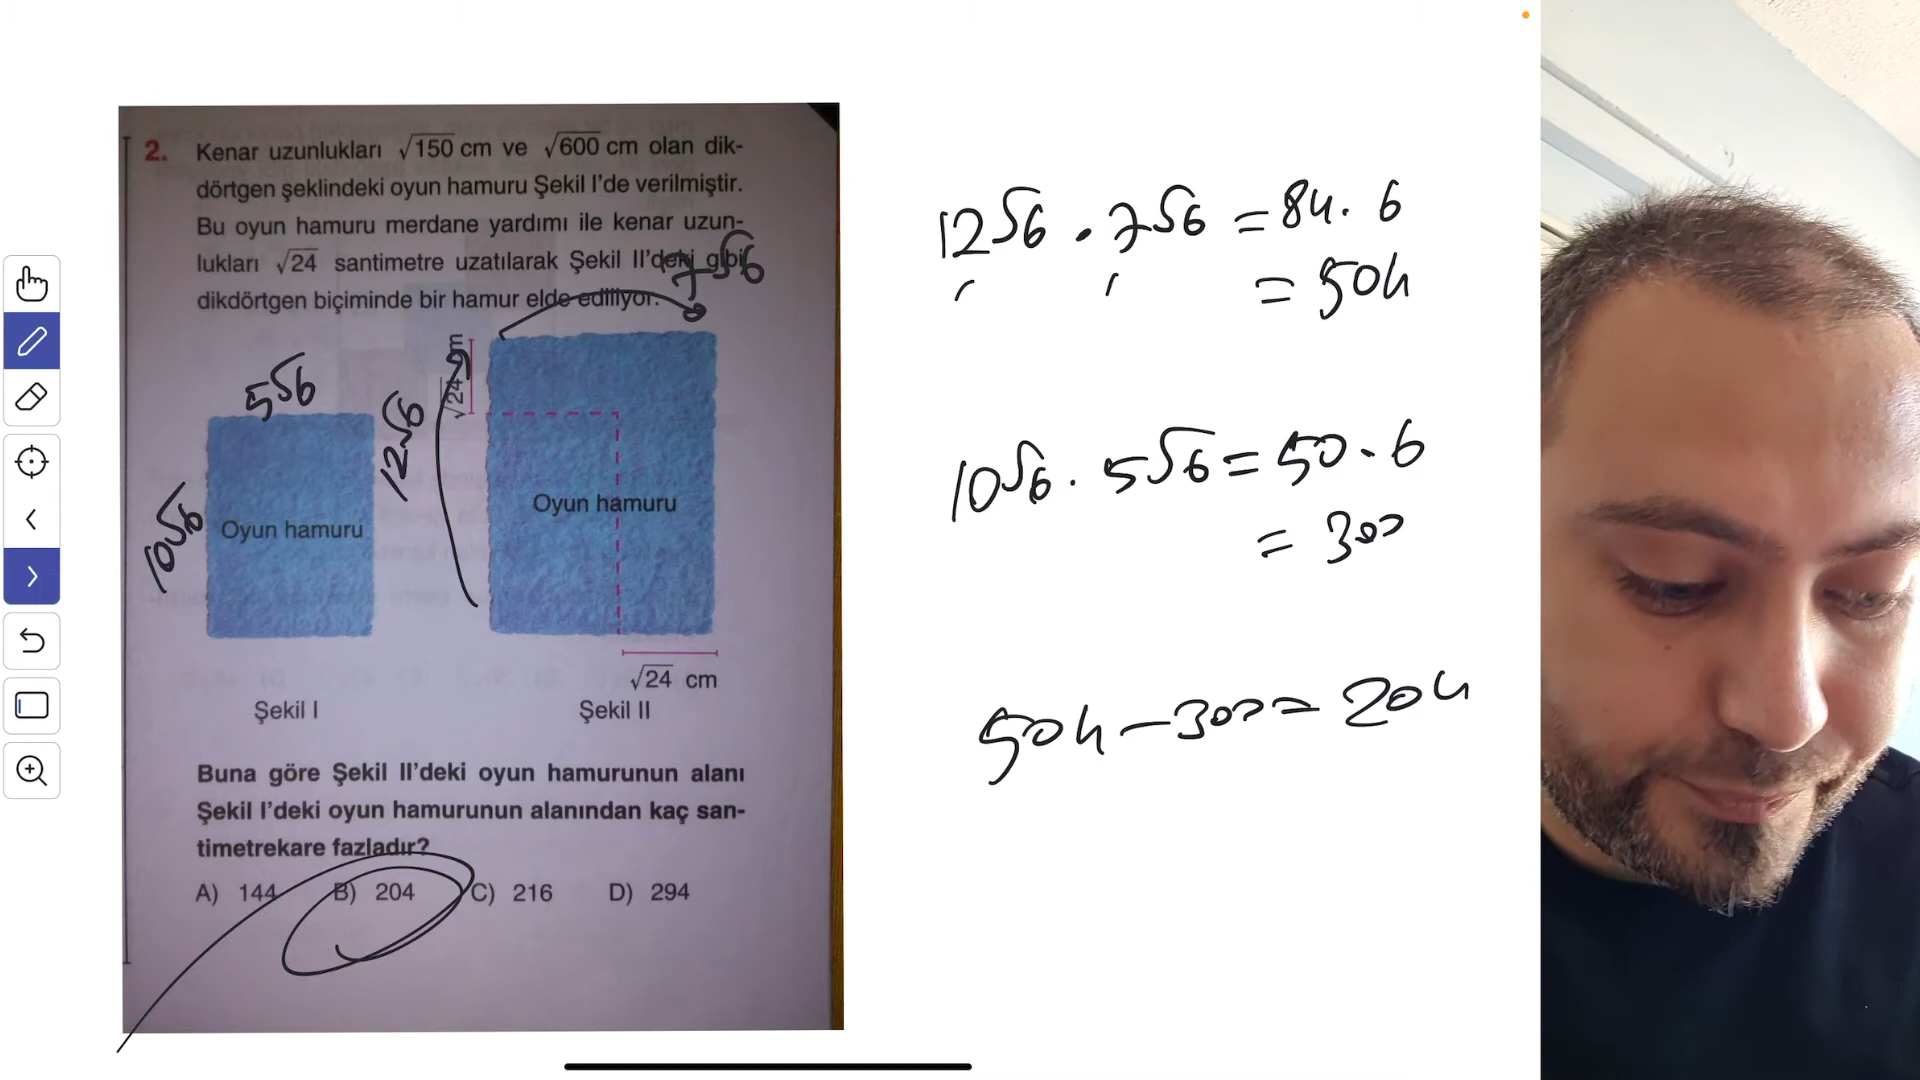 2. Kenar uzunlukları √150 cm ve √600 cm olan dik-
dörtgen şeklindeki oyun hamuru Şekil I'de verilmiştir.
Bu oyun hamuru merdane yardımı ile kenar uzun-
lukları √24 santimetre uzatılarak Şekil II'deki gibi
dikdörtgen biçiminde bir hamur elde ediliyor.
7√6
5√6
10√6
Oyun hamuru
12√6
√24 cm
Oyun hamuru
√24 cm
Şekil I
Şekil II
Buna göre Şekil II'deki oyun hamurunun alanı
Şekil I'deki oyun hamurunun alanından kaç san-
timetrekare fazladır?
A) 144 B) 204 C) 216 D) 294
12√6 . 7√6 = 84 . 6
= 504
10√6 . 5√6 = 50 . 6
= 300
504 - 300 = 204